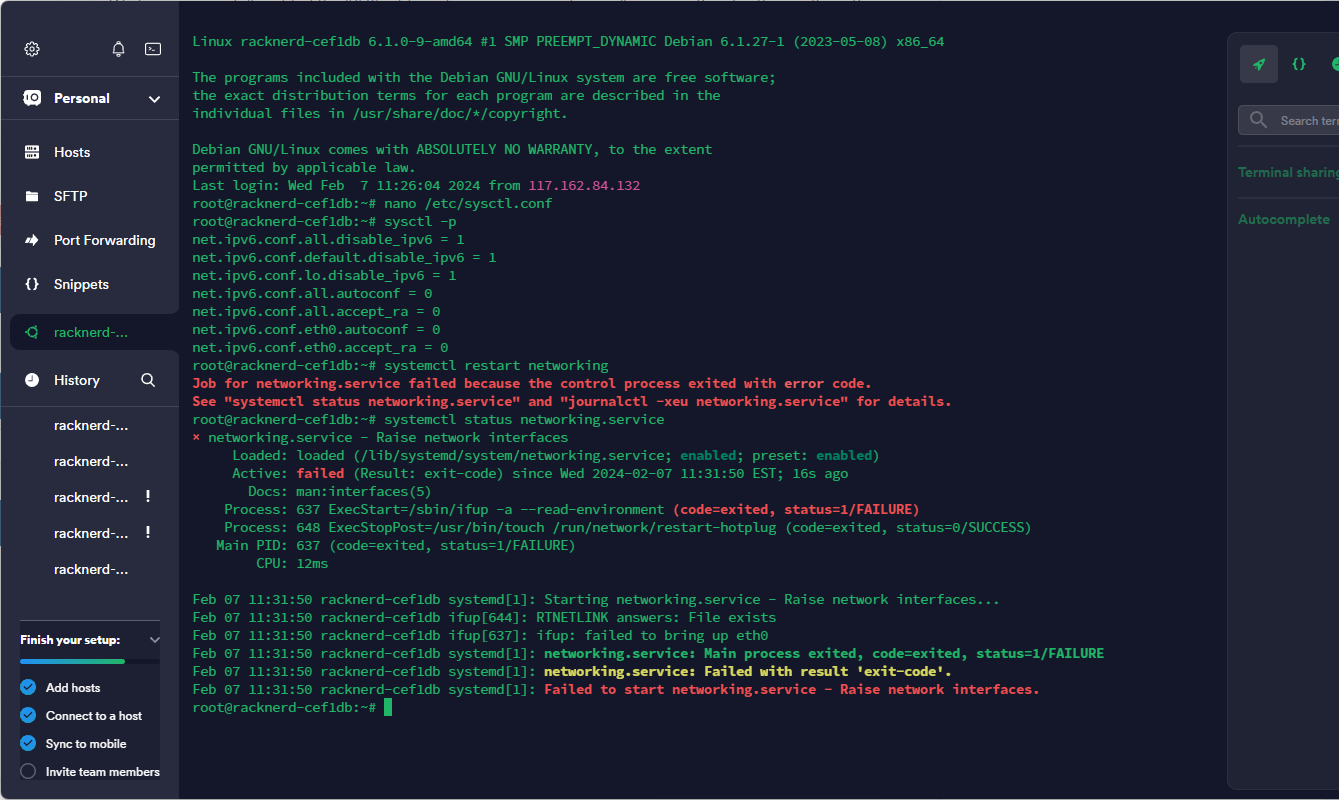 Personal
Hosts
SFTP
Port Forwarding
Snippets
racknerd-...
History
racknerd-...
racknerd-...
racknerd-... !
racknerd-... !
racknerd-...
Finish your setup:
Add hosts
Connect to a host
Sync to mobile
Invite team members
Linux racknerd-cef1db 6.1.0-9-amd64 #1 SMP PREEMPT_DYNAMIC Debian 6.1.27-1 (2023-05-08) x86_64
The programs included with the Debian GNU/Linux system are free software;
the exact distribution terms for each program are described in the
individual files in /usr/share/doc/*/copyright.
Debian GNU/Linux comes with ABSOLUTELY NO WARRANTY, to the extent
permitted by applicable law.
Last login: Wed Feb  7 11:26:04 2024 from 117.162.84.132
root@racknerd-cef1db:~# nano /etc/sysctl.conf
root@racknerd-cef1db:~# sysctl -p
net.ipv6.conf.all.disable_ipv6 = 1
net.ipv6.conf.default.disable_ipv6 = 1
net.ipv6.conf.lo.disable_ipv6 = 1
net.ipv6.conf.all.autoconf = 0
net.ipv6.conf.all.accept_ra = 0
net.ipv6.conf.eth0.autoconf = 0
net.ipv6.conf.eth0.accept_ra = 0
root@racknerd-cef1db:~# systemctl restart networking
Job for networking.service failed because the control process exited with error code.
See "systemctl status networking.service" and "journalctl -xeu networking.service" for details.
root@racknerd-cef1db:~# systemctl status networking.service
× networking.service - Raise network interfaces
     Loaded: loaded (/lib/systemd/system/networking.service; enabled; preset: enabled)
     Active: failed (Result: exit-code) since Wed 2024-02-07 11:31:50 EST; 16s ago
       Docs: man:interfaces(5)
    Process: 637 ExecStart=/sbin/ifup -a --read-environment (code=exited, status=1/FAILURE)
    Process: 648 ExecStopPost=/usr/bin/touch /run/network/restart-hotplug (code=exited, status=0/SUCCESS)
   Main PID: 637 (code=exited, status=1/FAILURE)
        CPU: 12ms
Feb 07 11:31:50 racknerd-cef1db systemd[1]: Starting networking.service - Raise network interfaces...
Feb 07 11:31:50 racknerd-cef1db ifup[644]: RTNETLINK answers: File exists
Feb 07 11:31:50 racknerd-cef1db ifup[637]: ifup: failed to bring up eth0
Feb 07 11:31:50 racknerd-cef1db systemd[1]: networking.service: Main process exited, code=exited, status=1/FAILURE
Feb 07 11:31:50 racknerd-cef1db systemd[1]: networking.service: Failed with result 'exit-code'.
Feb 07 11:31:50 racknerd-cef1db systemd[1]: Failed to start networking.service - Raise network interfaces.
root@racknerd-cef1db:~#
{}
Search ter
Terminal sharing
Autocomplete